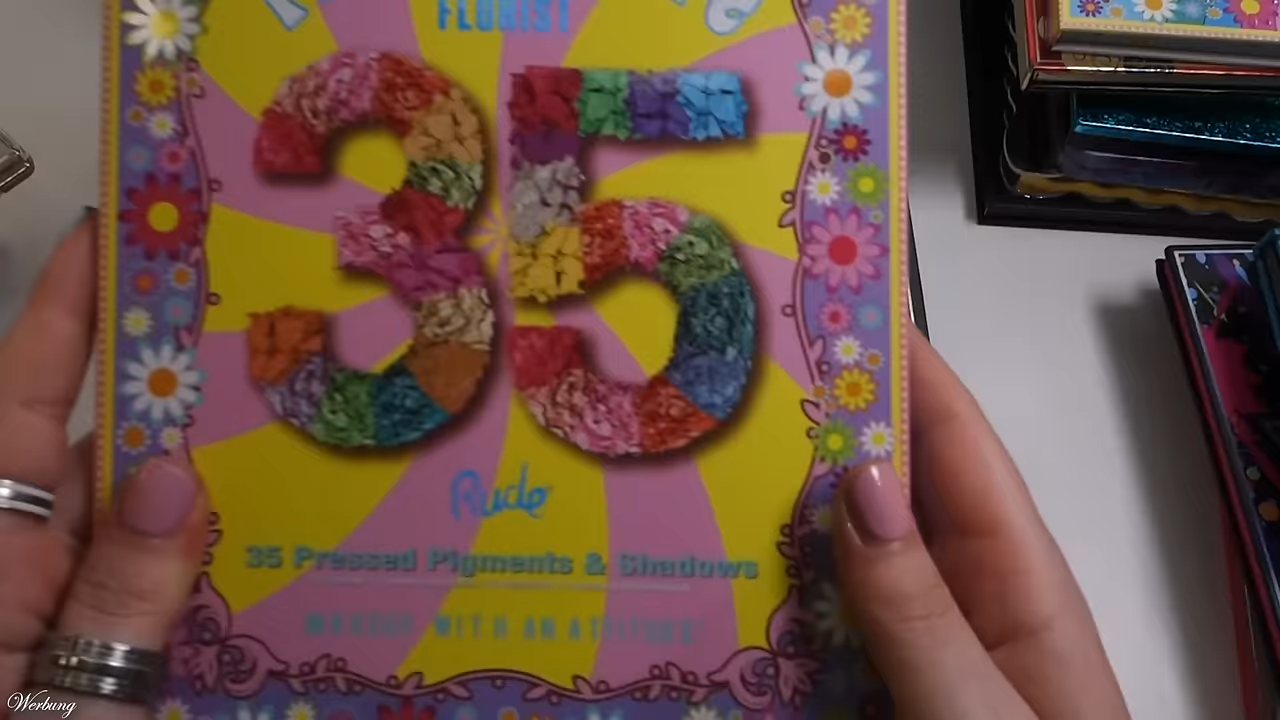 FLORIST
35
Rude
35 Pressed Pigments & Shadows
MAKEUP WITH AN ATTITUDE!
Werbung